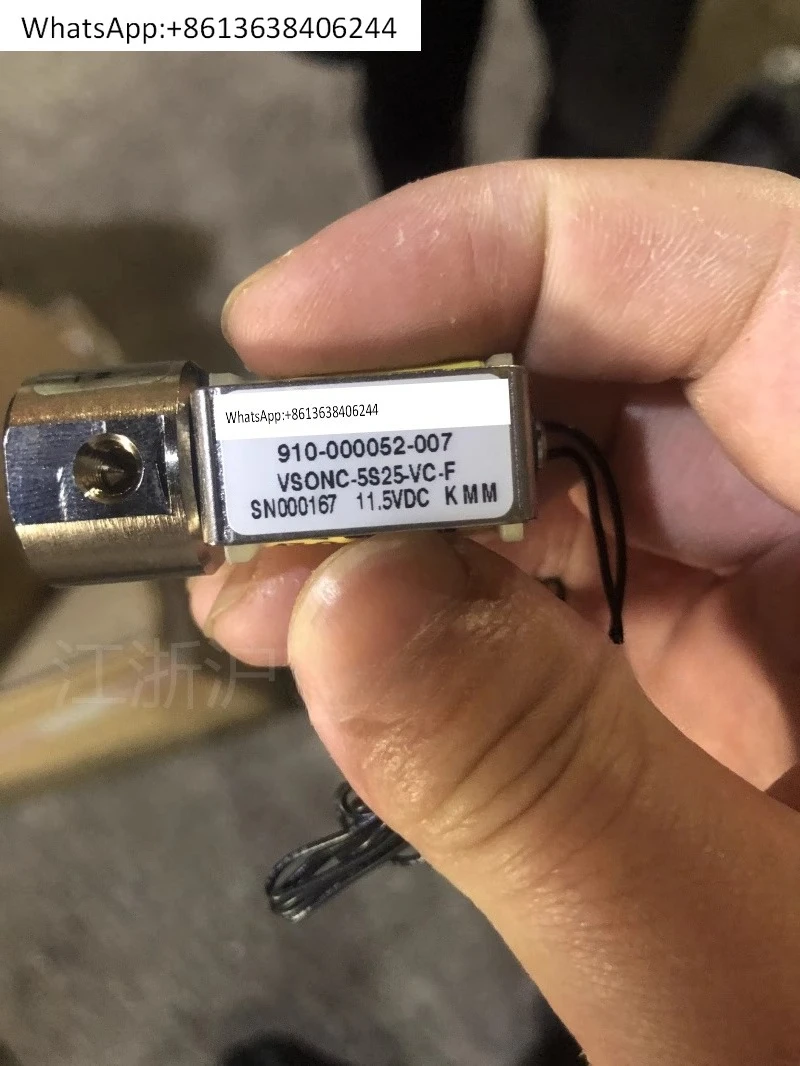 WhatsApp:+8613638406244
WhatsApp:+8613638406244
910-000052-007
VSONC-5S25-VC-F
SN000167 11.5VDC KMM
江浙沪